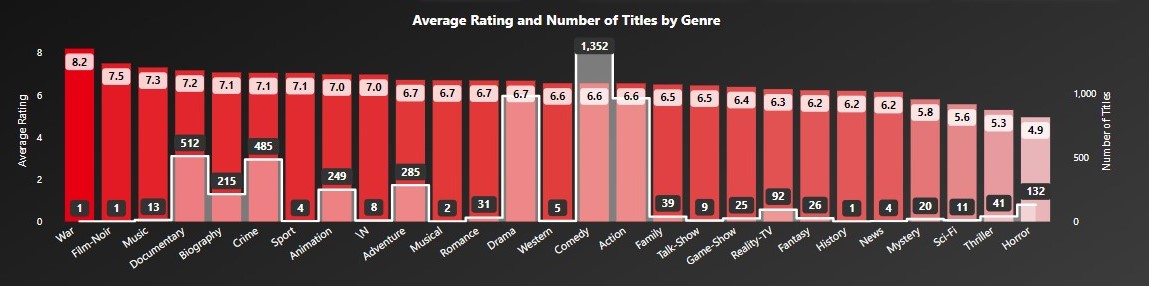 Average Rating and Number of Titles by Genre
Average Rating
8
6
4
2
0
8.2
7.5
7.3
7.2
7.1
7.1
7.1
7.0
7.0
6.7
6.7
6.7
6.7
6.6
6.6
6.6
6.5
6.5
6.4
6.3
6.2
6.2
6.2
5.8
5.6
5.3
4.9
1
1
13
512
215
485
4
249
8
285
2
31
5
1,352
39
9
25
92
26
1
4
20
11
41
132
War
Film-Noir
Music
Documentary
Biography
Crime
Sport
Animation
\N
Adventure
Musical
Romance
Drama
Western
Comedy
Action
Family
Talk-Show
Game-Show
Reality-TV
Fantasy
History
News
Mystery
Sci-Fi
Thriller
Horror
1,000
500
0
Number of Titles